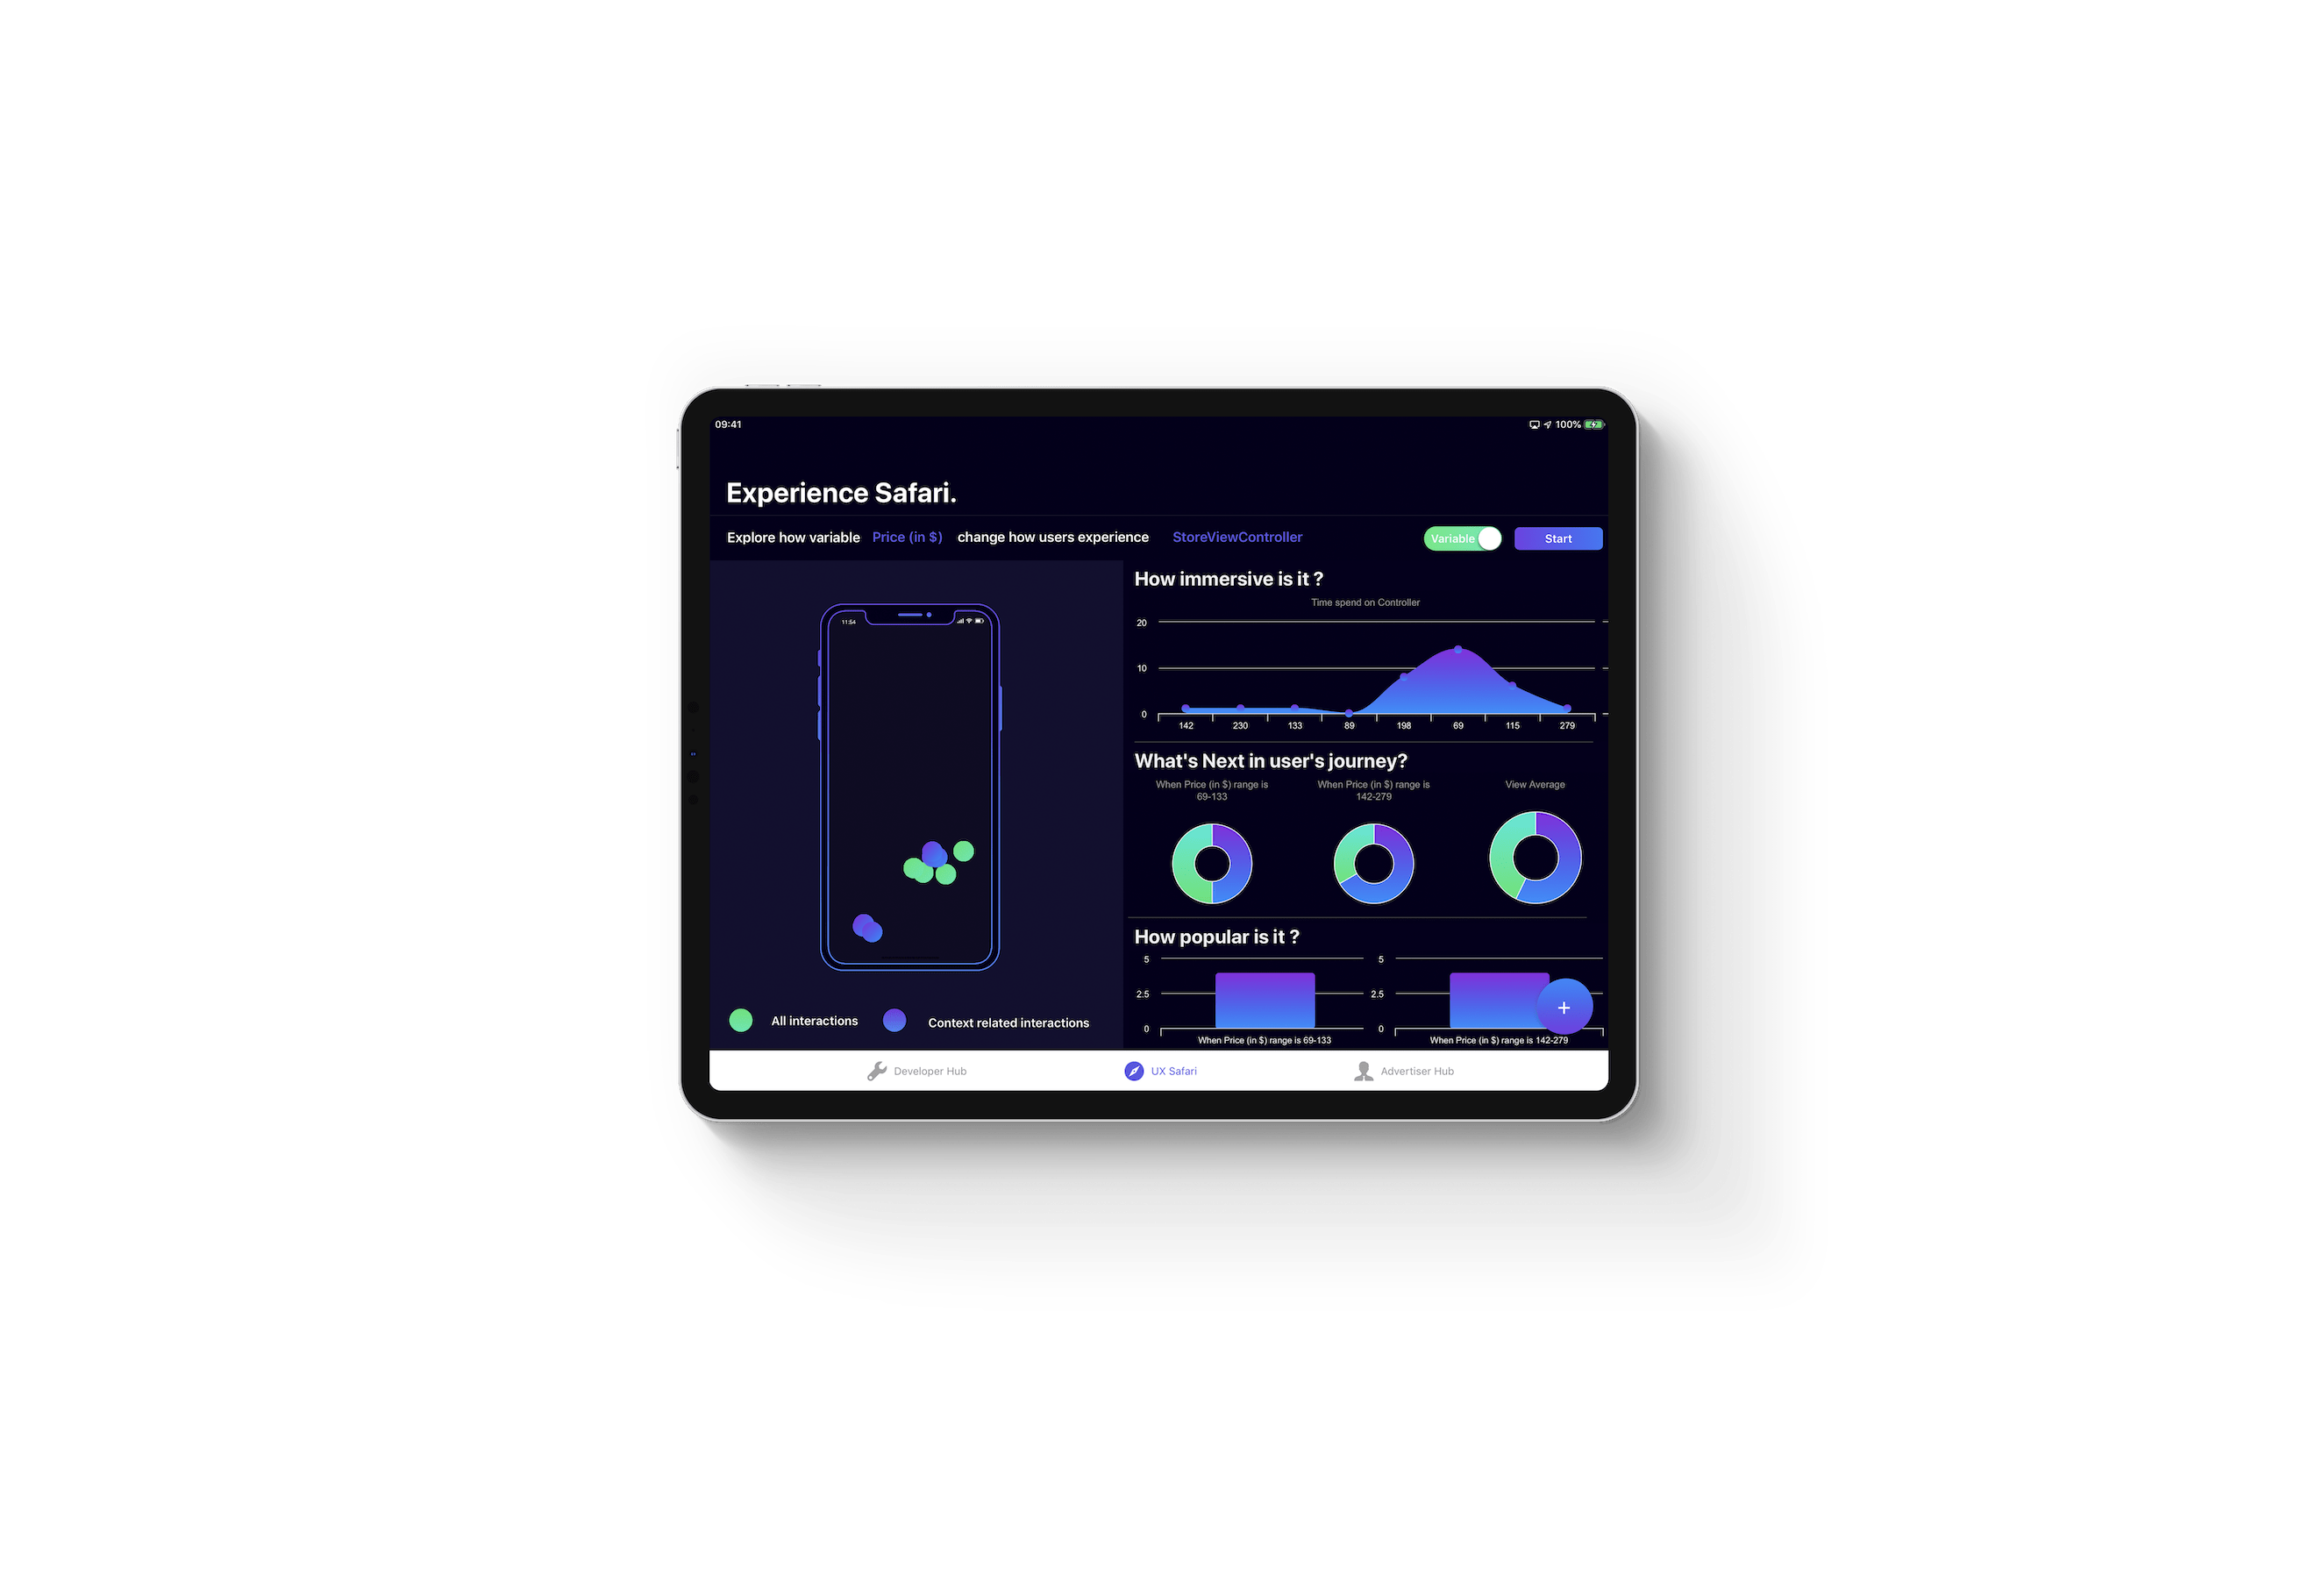 09:41
100%
Experience Safari.
Explore how variable Price (in $) change how users experience StoreViewController
Variable
Start
11:54
All interactions
Context related interactions
How immersive is it ?
Time spend on Controller
20
10
0
142 230 133 89 198 69 115 279
What's Next in user's journey?
When Price (in $) range is
69-133
When Price (in $) range is
142-279
View Average
How popular is it ?
5
2.5
0
When Price (in $) range is 69-133
5
2.5
0
When Price (in $) range is 142-279
+
Developer Hub
UX Safari
Advertiser Hub